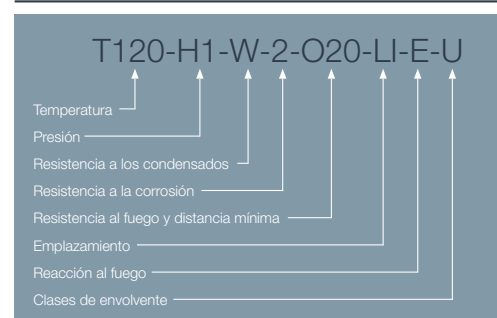 T120-H1-W-2-O20-LI-E-U
Temperatura
Presión
Resistencia a los condensados
Resistencia a la corrosión
Resistencia al fuego y distancia mínima
Emplazamiento
Reacción al fuego
Clases de envolvente